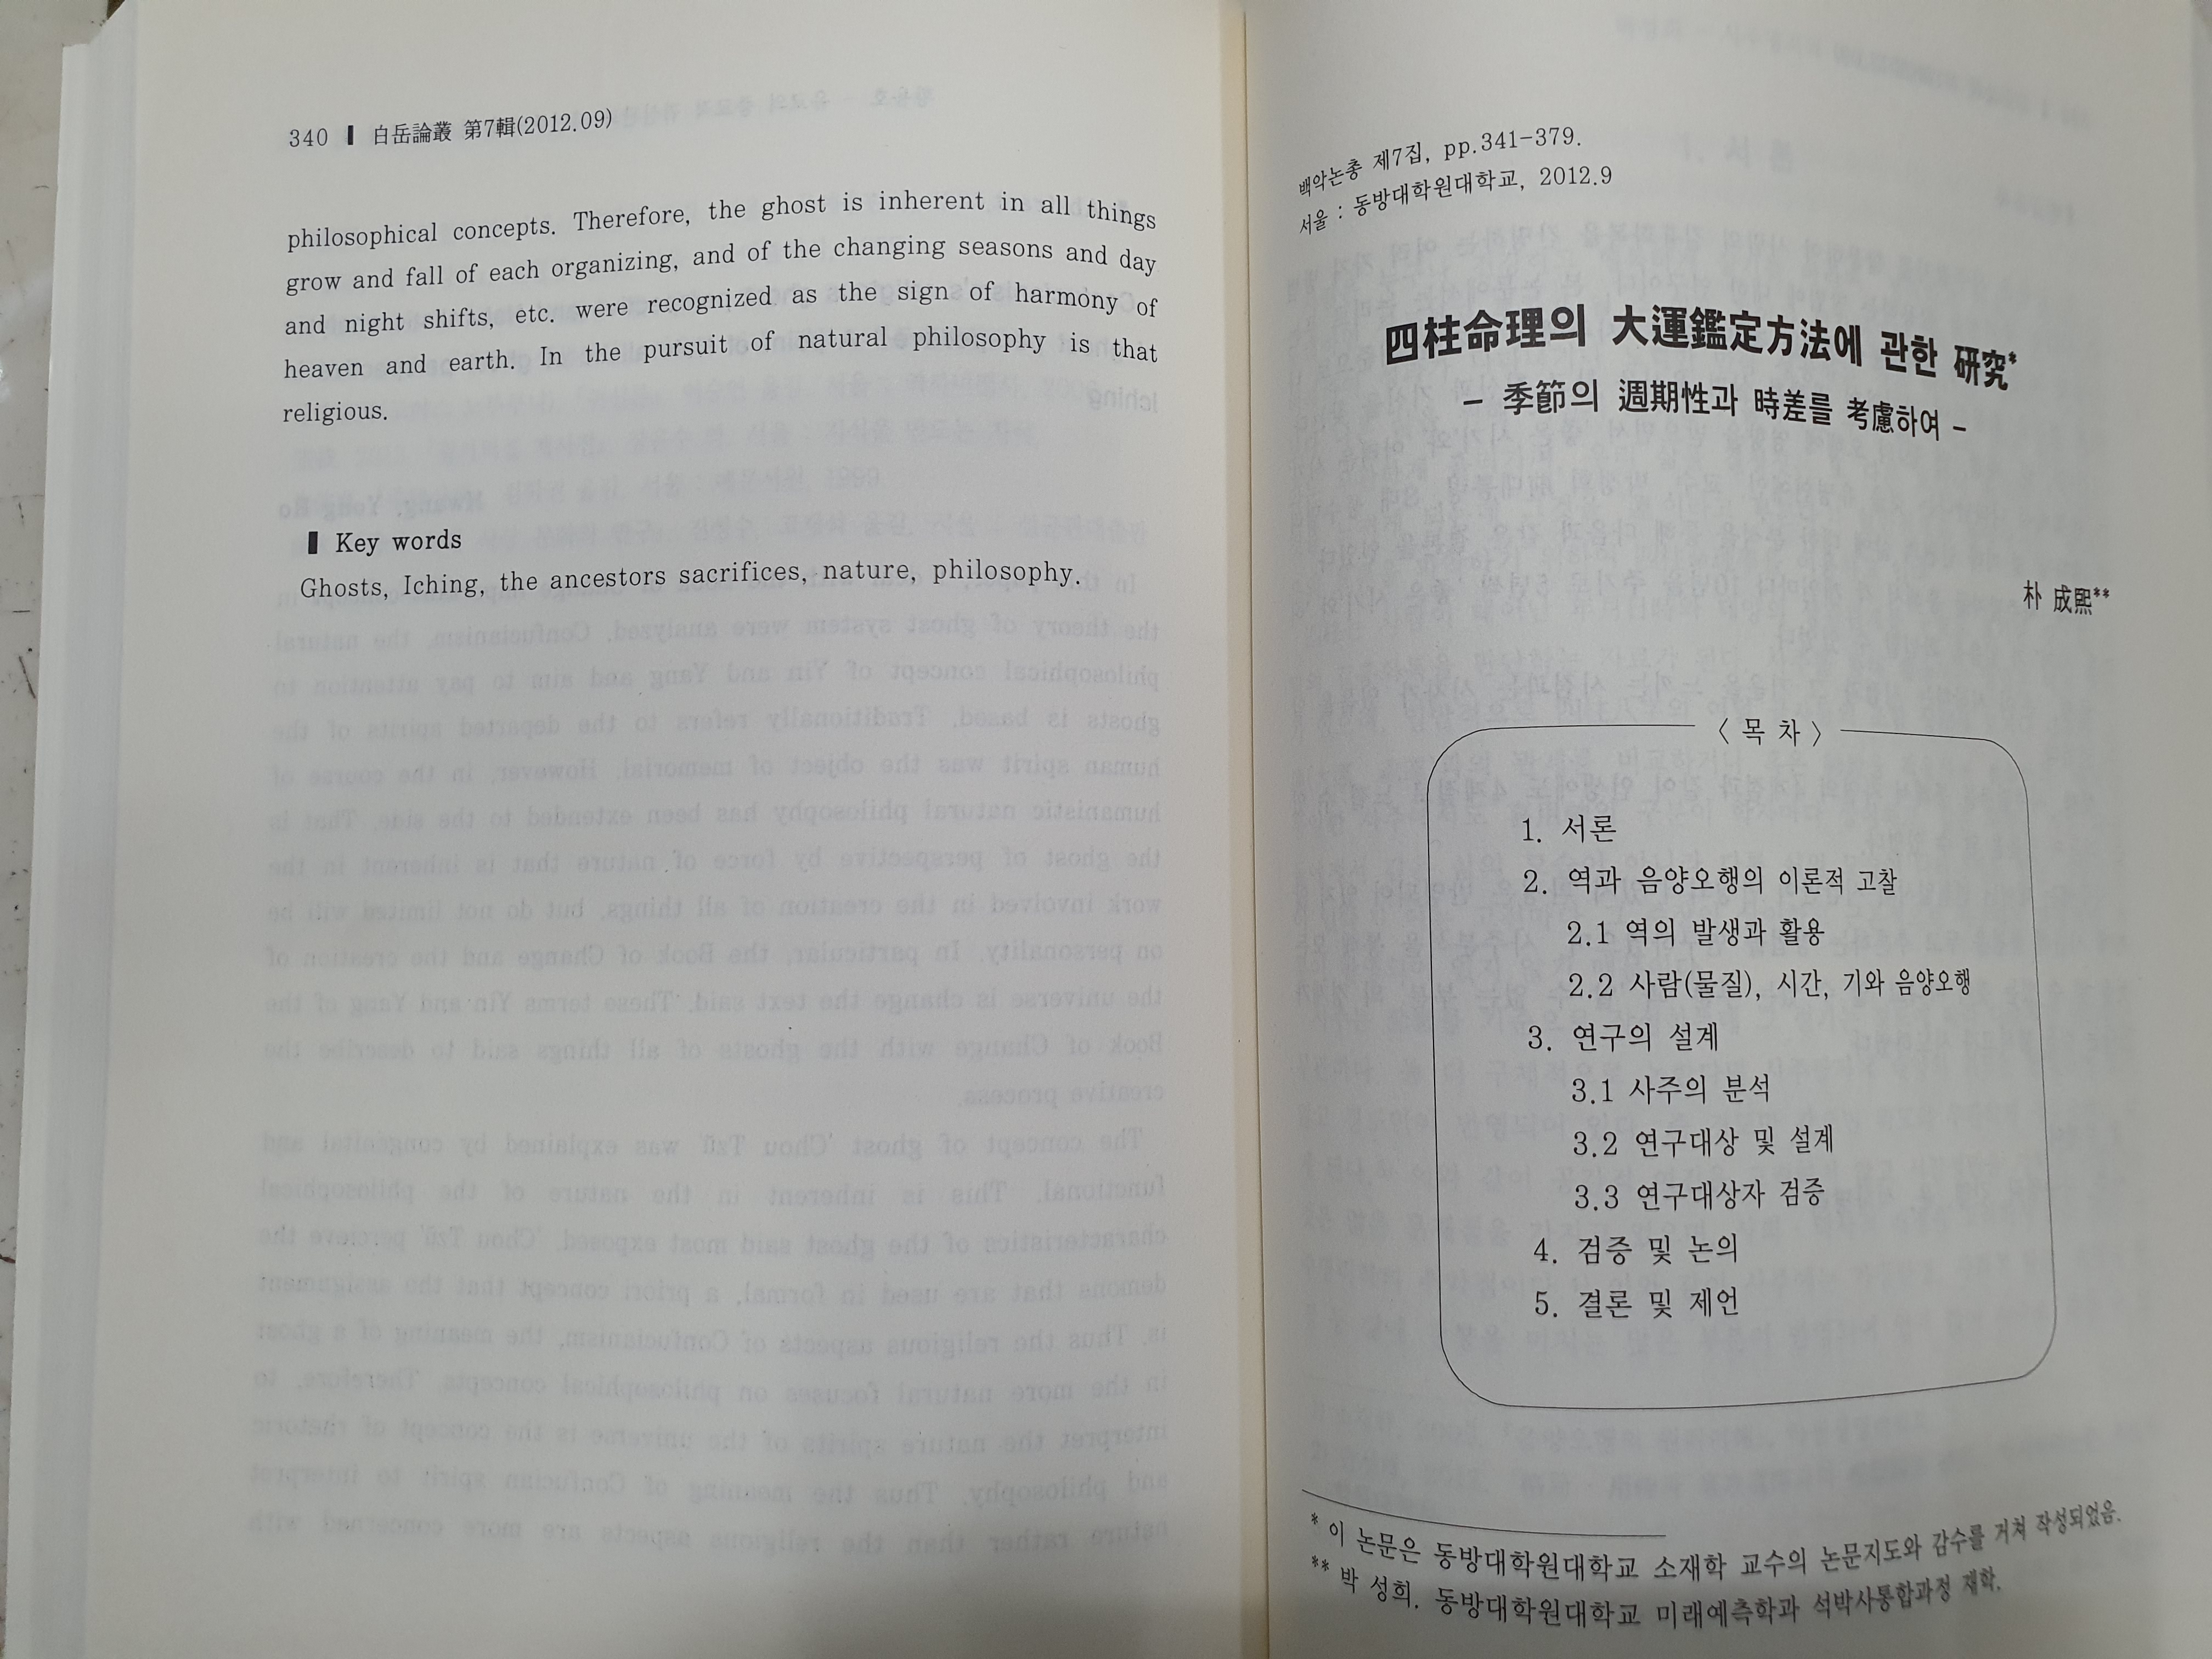 340 ▌ 白岳論叢 第7輯(2012.09)
philosophical concepts. Therefore, the ghost is inherent in all things
grow and fall of each organizing, and of the changing seasons and day
and night shifts, etc. were recognized as the sign of harmony of
heaven and earth. In the pursuit of natural philosophy is that
religious.
▌ Key words
Ghosts, Iching, the ancestors sacrifices, nature, philosophy.
백악논총 제7집, pp.341-379.
서울 : 동방대학원대학교, 2012.9
四柱命理의 大運鑑定方法에 관한 硏究*
- 季節의 週期性과 時差를 考慮하여 -
朴 成熙**
〈 목 차 〉
1. 서론
2. 역과 음양오행의 이론적 고찰
2.1 역의 발생과 활용
2.2 사람(물질), 시간, 기와 음양오행
3. 연구의 설계
3.1 사주의 분석
3.2 연구대상 및 설계
3.3 연구대상자 검증
4. 검증 및 논의
5. 결론 및 제언
* 이 논문은 동방대학원대학교 소재학 교수의 논문지도와 감수를 거쳐 작성되었음.
** 박 성희. 동방대학원대학교 미래예측학과 석박사통합과정 재학.